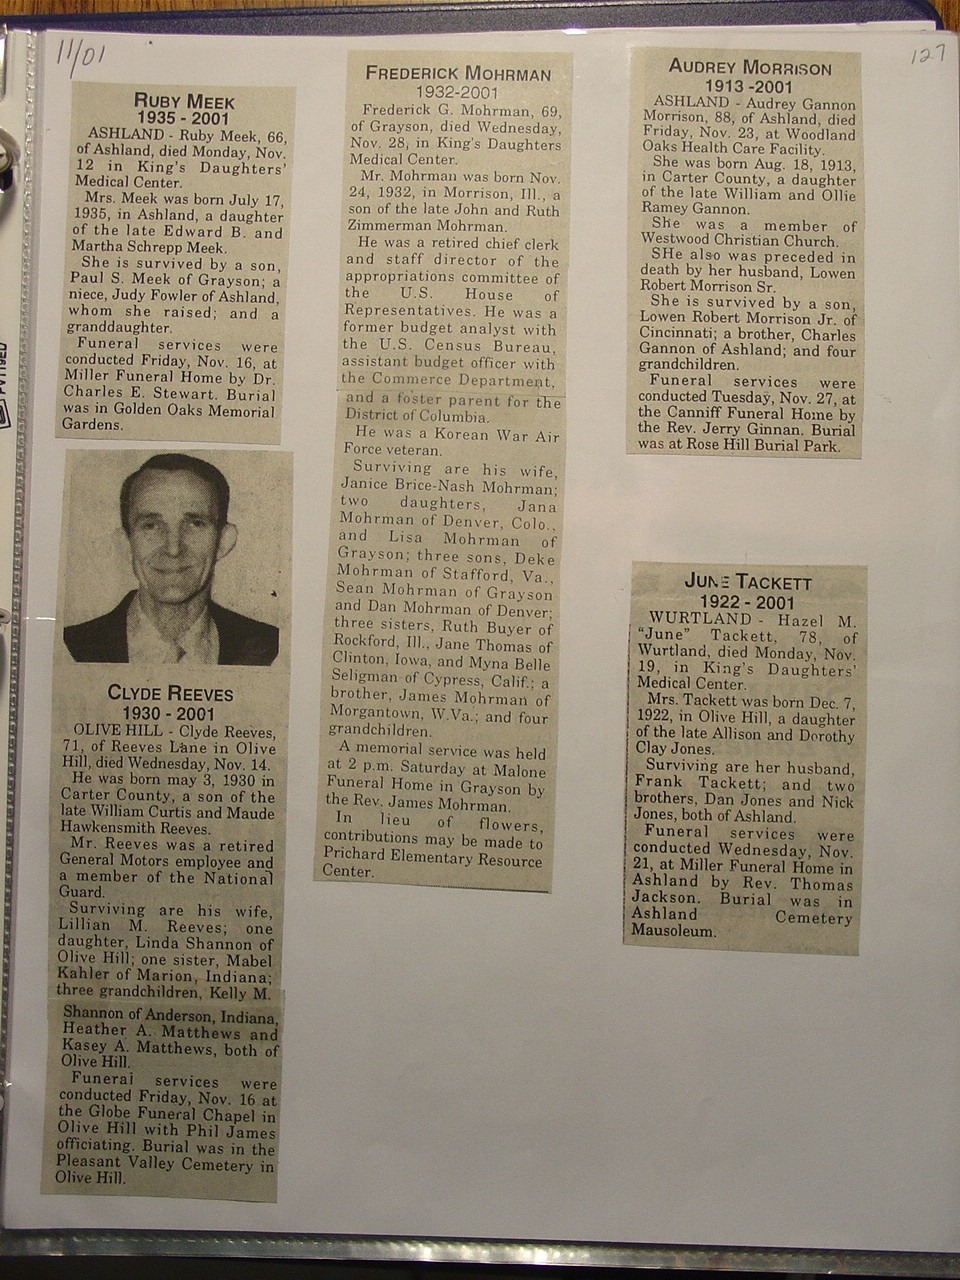 11/01
127
RUBY MEEK
1935 - 2001
ASHLAND - Ruby Meek, 66,
of Ashland, died Monday, Nov.
12 in King's Daughters'
Medical Center.
Mrs. Meek was born July 17,
1935, in Ashland, a daughter
of the late Edward B. and
Martha Schrepp Meek.
She is survived by a son,
Paul S. Meek of Grayson; a
niece, Judy Fowler of Ashland,
whom she raised; and a
granddaughter.
Funeral services were
conducted Friday, Nov. 16, at
Miller Funeral Home by Dr.
Charles E. Stewart. Burial
was in Golden Oaks Memorial
Gardens.
CLYDE REEVES
1930 - 2001
OLIVE HILL - Clyde Reeves,
71, of Reeves Lane in Olive
Hill, died Wednesday, Nov. 14.
He was born may 3, 1930 in
Carter County, a son of the
late William Curtis and Maude
Hawkensmith Reeves.
Mr. Reeves was a retired
General Motors employee and
a member of the National
Guard.
Surviving are his wife,
Lillian M. Reeves; one
daughter, Linda Shannon of
Olive Hill; one sister, Mabel
Kahler of Marion, Indiana;
three grandchildren, Kelly M.
Shannon of Anderson, Indiana,
Heather A. Matthews and
Kasey A. Matthews, both of
Olive Hill.
Funeral services were
conducted Friday, Nov. 16 at
the Globe Funeral Chapel in
Olive Hill with Phil James
officiating. Burial was in the
Pleasant Valley Cemetery in
Olive Hill.
FREDERICK MOHRMAN
1932-2001
Frederick G. Mohrman, 69,
of Grayson, died Wednesday,
Nov. 28, in King's Daughters
Medical Center.
Mr. Mohrman was born Nov.
24, 1932, in Morrison, Ill., a
son of the late John and Ruth
Zimmerman Mohrman.
He was a retired chief clerk
and staff director of the
appropriations committee of
the U.S. House of
Representatives. He was a
former budget analyst with
the U.S. Census Bureau,
assistant budget officer with
the Commerce Department,
and a foster parent for the
District of Columbia.
He was a Korean War Air
Force veteran.
Surviving are his wife,
Janice Brice-Nash Mohrman;
two daughters, Jana
Mohrman of Denver, Colo.,
and Lisa Mohrman of
Grayson; three sons, Deke
Mohrman of Stafford, Va.,
Sean Mohrman of Grayson
and Dan Mohrman of Denver;
three sisters, Ruth Buyer of
Rockford, Ill., Jane Thomas of
Clinton, Iowa, and Myna Belle
Seligman of Cypress, Calif.; a
brother, James Mohrman of
Morgantown, W.Va.; and four
grandchildren.
A memorial service was held
at 2 p.m. Saturday at Malone
Funeral Home in Grayson by
the Rev. James Mohrman.
In lieu of flowers,
contributions may be made to
Prichard Elementary Resource
Center.
AUDREY MORRISON
1913 -2001
ASHLAND - Audrey Gannon
Morrison, 88, of Ashland, died
Friday, Nov. 23, at Woodland
Oaks Health Care Facility.
She was born Aug. 18, 1913,
in Carter County, a daughter
of the late William and Ollie
Ramey Gannon.
She was a member of
Westwood Christian Church.
SHe also was preceded in
death by her husband, Lowen
Robert Morrison Sr.
She is survived by a son,
Lowen Robert Morrison Jr. of
Cincinnati; a brother, Charles
Gannon of Ashland; and four
grandchildren.
Funeral services were
conducted Tuesday, Nov. 27, at
the Canniff Funeral Home by
the Rev. Jerry Ginnan. Burial
was at Rose Hill Burial Park.
JUNE TACKETT
1922 - 2001
WURTLAND - Hazel M.
"June" Tackett, 78, of
Wurtland, died Monday, Nov.
19, in King's Daughters'
Medical Center.
Mrs. Tackett was born Dec. 7,
1922, in Olive Hill, a daughter
of the late Allison and Dorothy
Clay Jones.
Surviving are her husband,
Frank Tackett; and two
brothers, Dan Jones and Nick
Jones, both of Ashland.
Funeral services were
conducted Wednesday, Nov.
21, at Miller Funeral Home in
Ashland by Rev. Thomas
Jackson. Burial was in
Ashland Cemetery
Mausoleum.